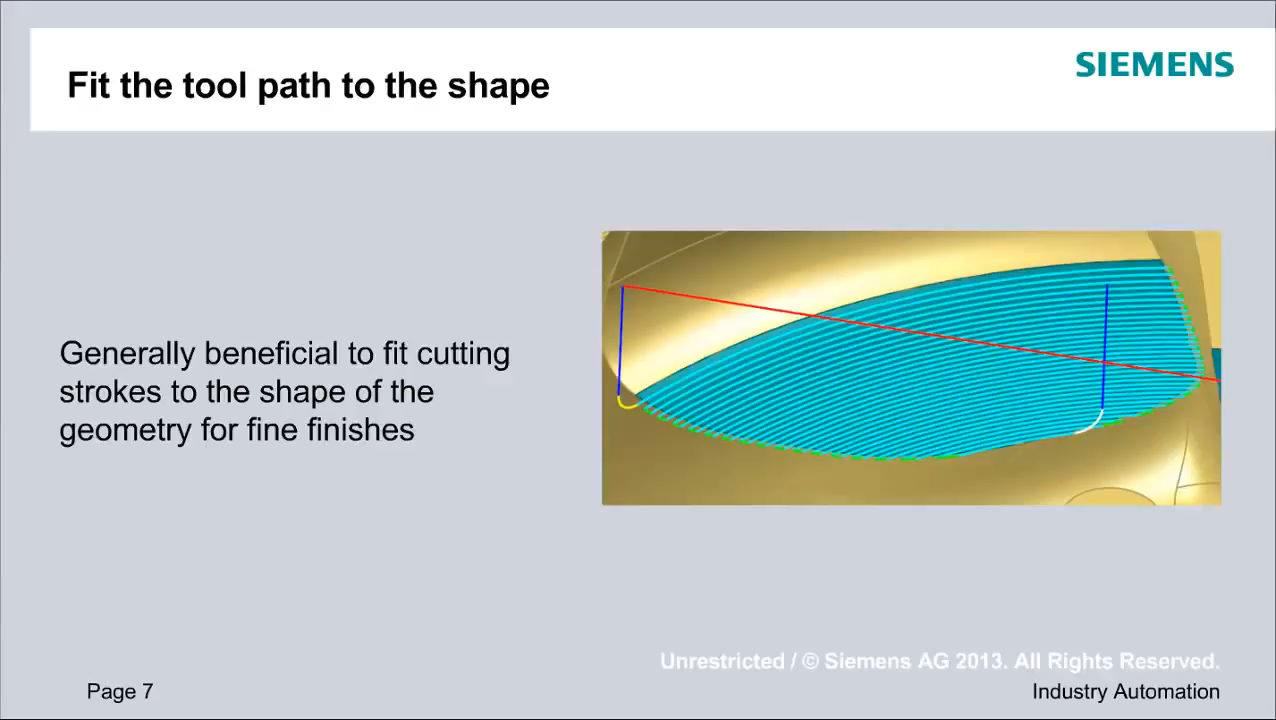 Fit the tool path to the shape
SIEMENS
Generally beneficial to fit cutting
strokes to the shape of the
geometry for fine finishes
Unrestricted / © Siemens AG 2013. All Rights Reserved.
Page 7
Industry Automation